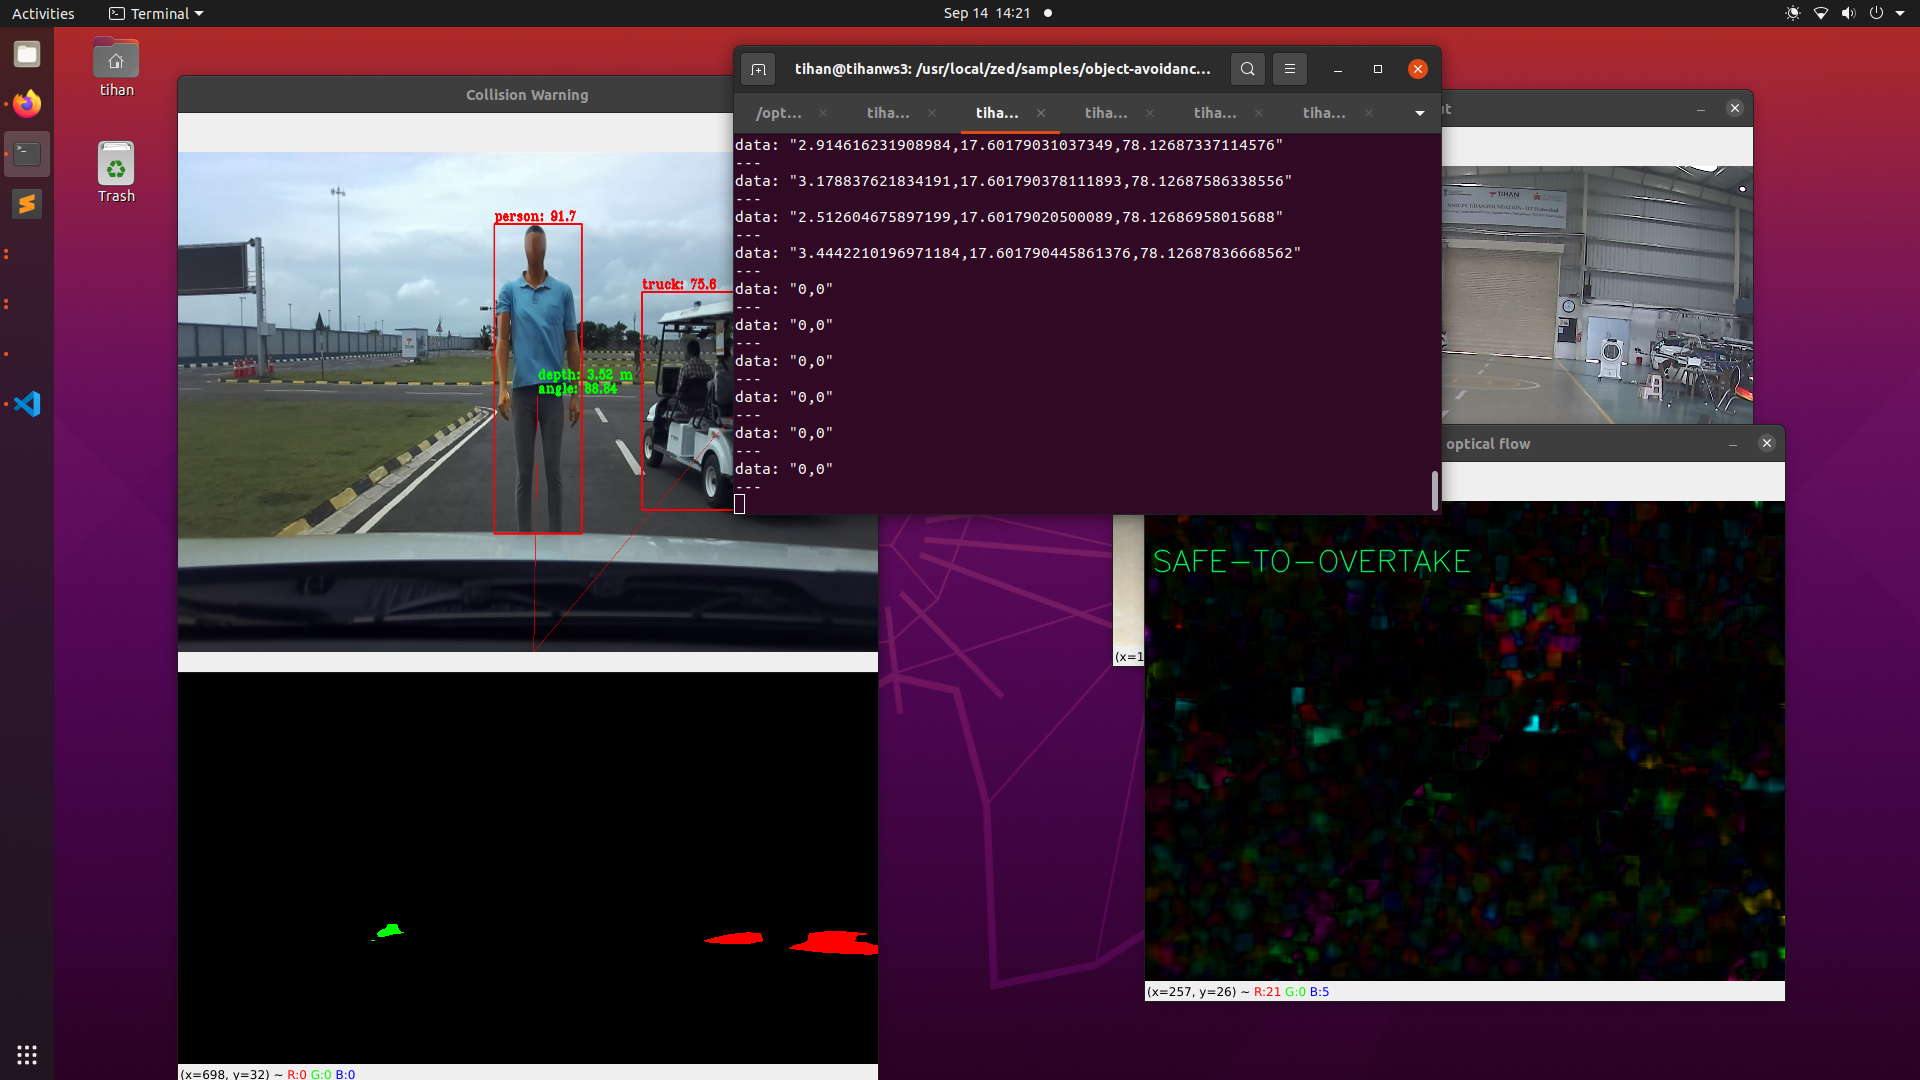 Activities
Terminal
Sep 14 14:21
tihan
Trash
Collision Warning
person: 91.7
truck: 75.6
depth: 3.52 m
angle: 88.64
(x=698, y=32) ~ R:0 G:0 B:0
tihan@tihanws3: /usr/local/zed/samples/object-avoidanc...
/opt...
tiha...
tiha...
tiha...
tiha...
tiha...
data: "2.914616231908984,17.60179031037349,78.12687337114576"
---
data: "3.178837621834191,17.601790378111893,78.12687586338556"
---
data: "2.512604675897199,17.60179020500089,78.12686958015688"
---
data: "3.4442210196971184,17.601790445861376,78.12687836668562"
---
data: "0,0"
---
data: "0,0"
---
data: "0,0"
---
data: "0,0"
---
data: "0,0"
---
data: "0,0"
---
TiHAN
optical flow
SAFE-TO-OVERTAKE
(x=1
(x=257, y=26) ~ R:21 G:0 B:5